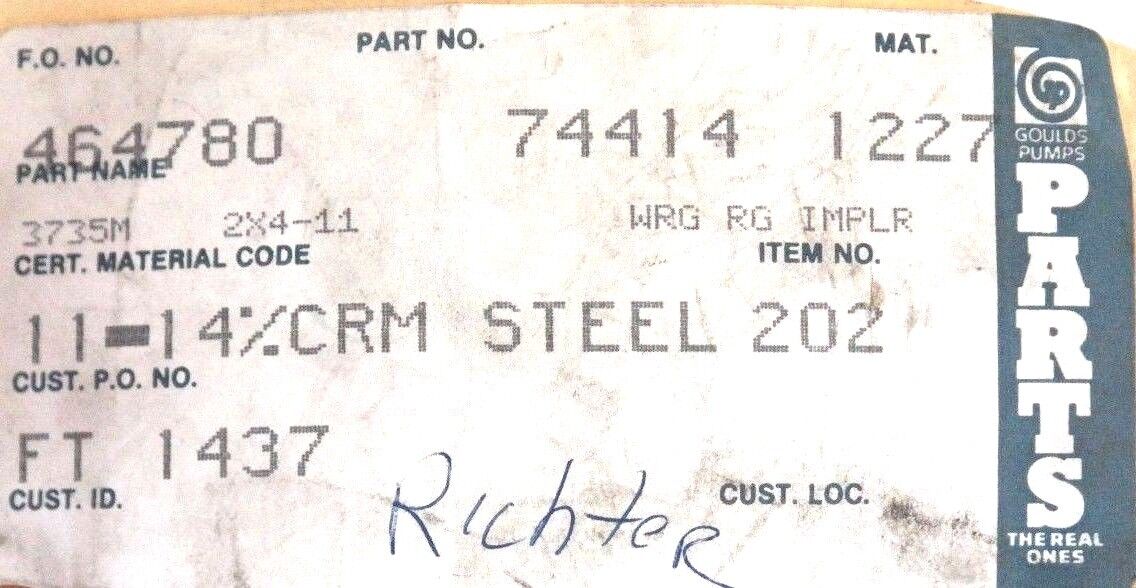 F.O. NO. PART NO. MAT.
464780 74414 1227
PART NAME
3735M 2X4-11 WRG RG IMPLR
CERT. MATERIAL CODE ITEM NO.
11-14%CRM STEEL 202
CUST. P.O. NO.
FT 1437
CUST. ID. Richter CUST. LOC.
GOULDS
PUMPS
PARTS
THE REAL
ONES